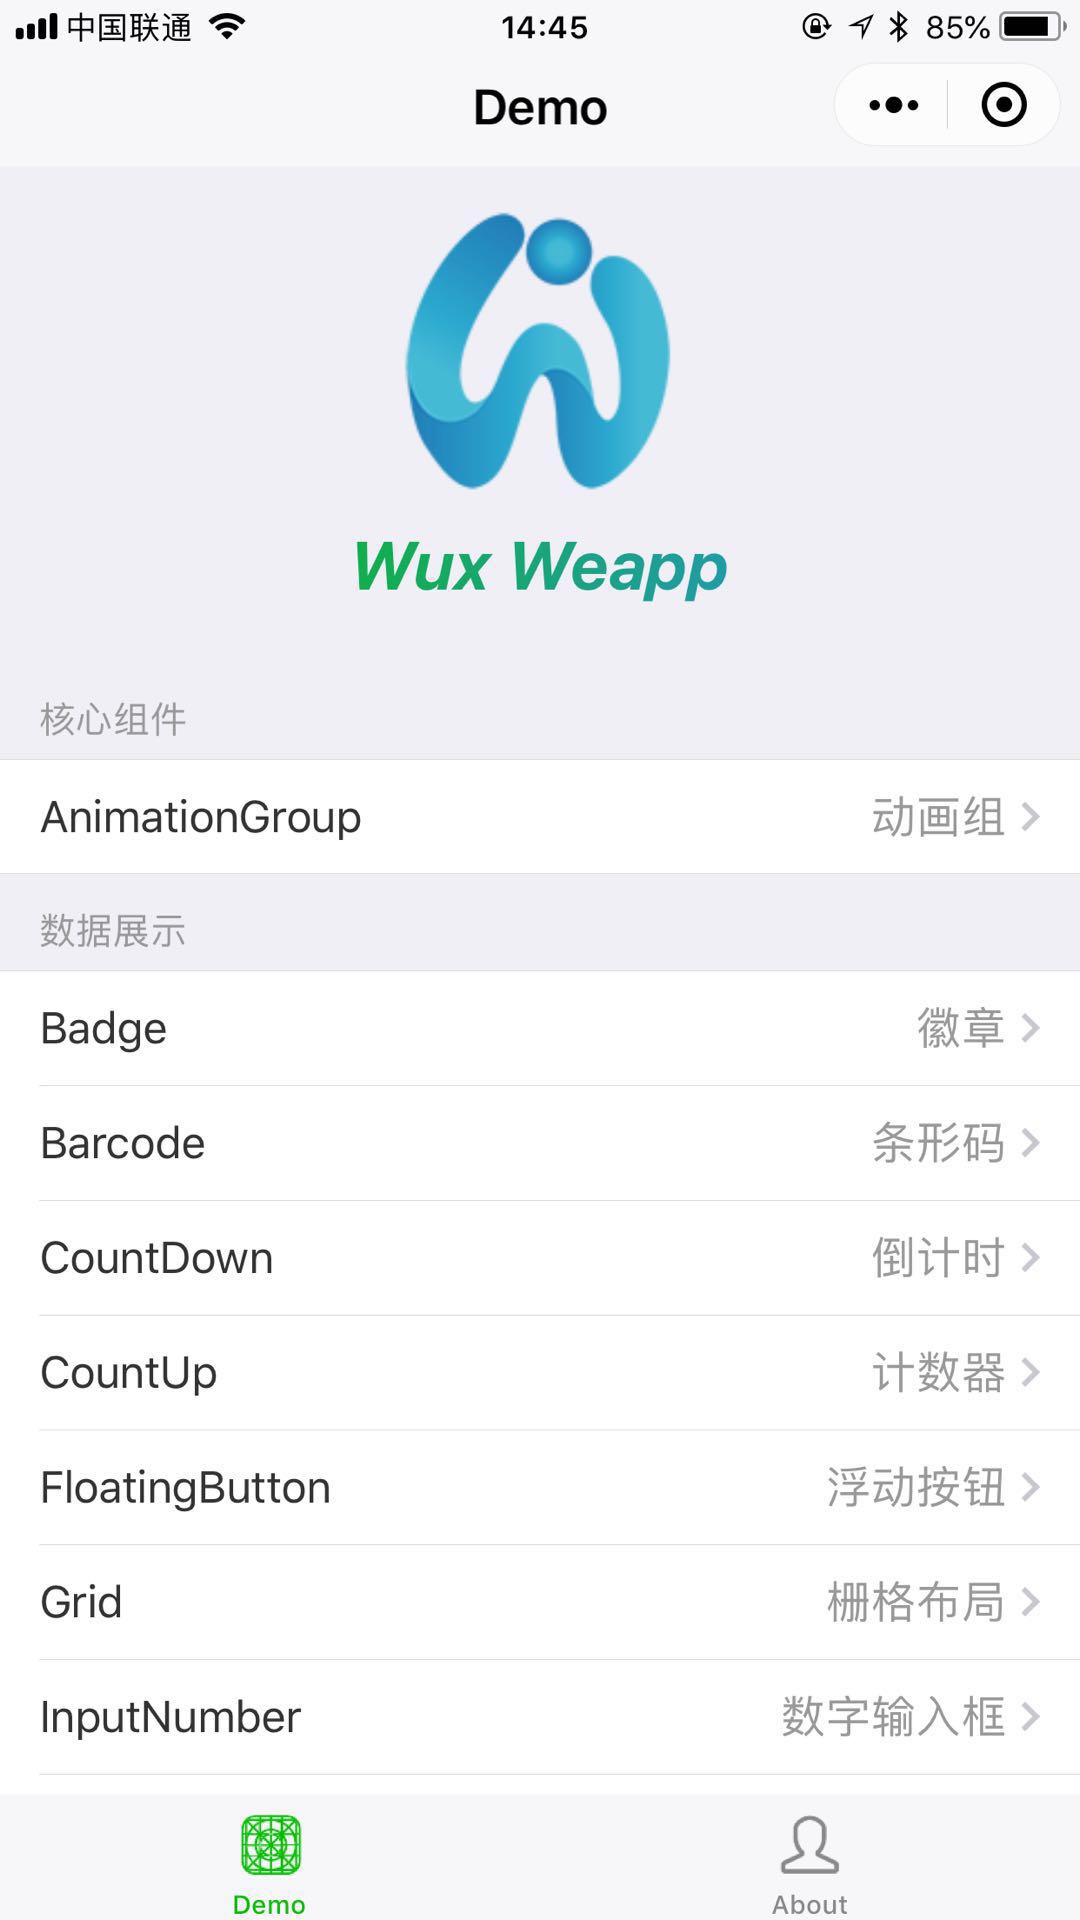 中国联通 14:45 85%
Demo
Wux Weapp
核心组件
AnimationGroup 动画组
数据展示
Badge 徽章
Barcode 条形码
CountDown 倒计时
CountUp 计数器
FloatingButton 浮动按钮
Grid 栅格布局
InputNumber 数字输入框
Demo About